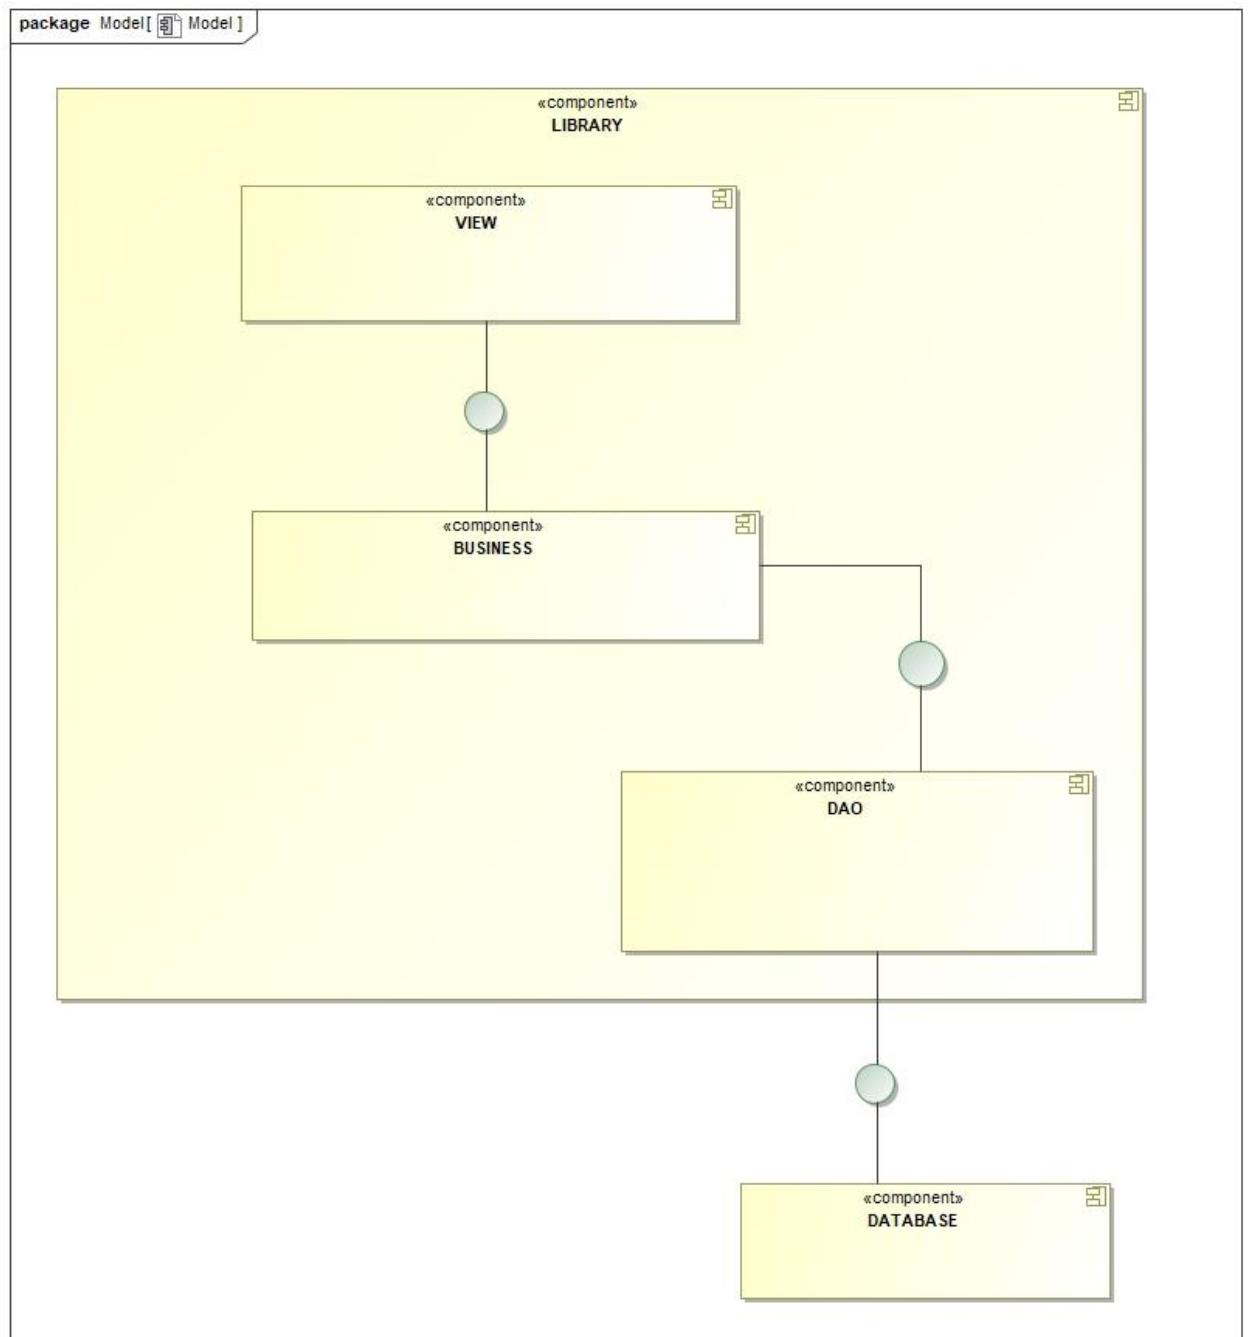 package Model[ Model ]
«component»
LIBRARY
«component»
VIEW
«component»
BUSINESS
«component»
DAO
«component»
DATABASE